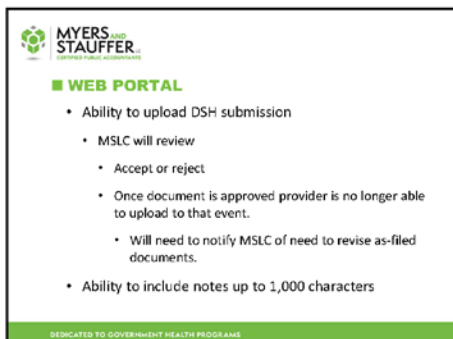 MYERS AND
STAUFFER LC
CERTIFIED PUBLIC ACCOUNTANTS
■ WEB PORTAL
• Ability to upload DSH submission
• MSLC will review
• Accept or reject
• Once document is approved provider is no longer able
to upload to that event.
• Will need to notify MSLC of need to revise as-filed
documents.
• Ability to include notes up to 1,000 characters
DEDICATED TO GOVERNMENT HEALTH PROGRAMS